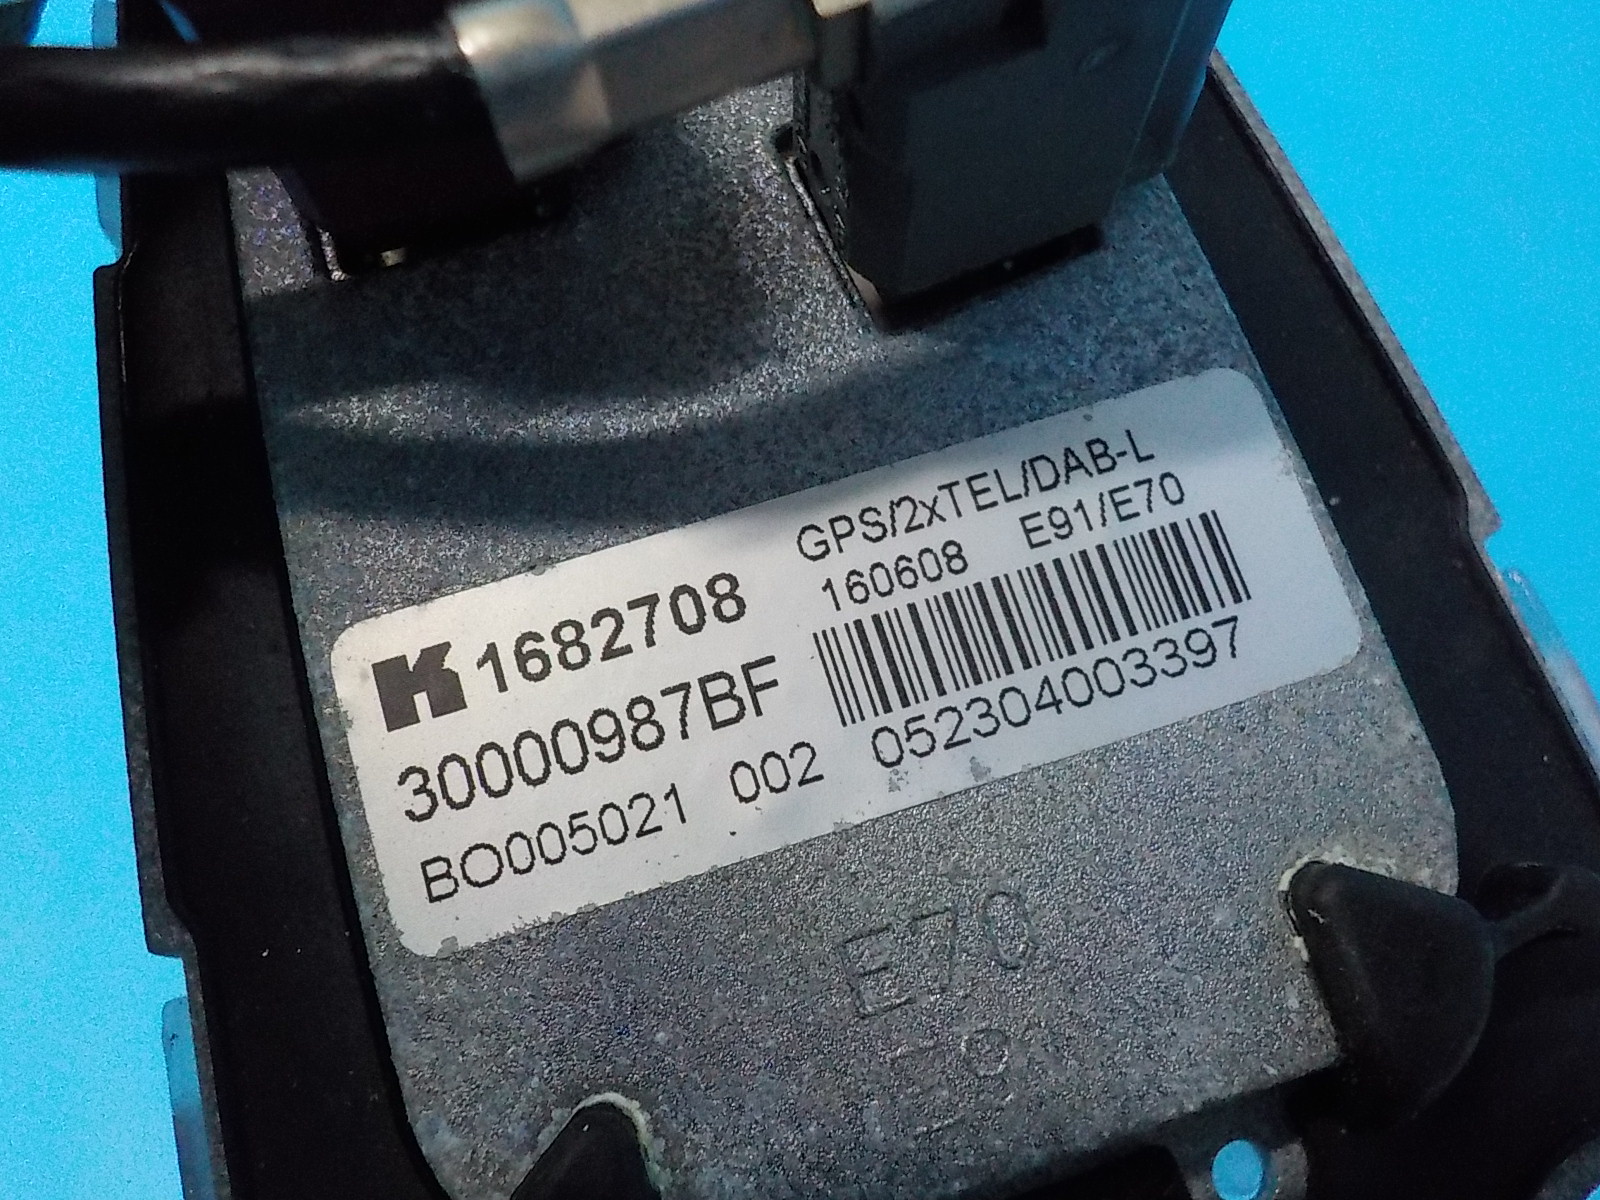 GPS/2xTEL/DAB-L
K 1682708 160608 E91/E70
30000987BF
BO005021 002 052304003397
E70